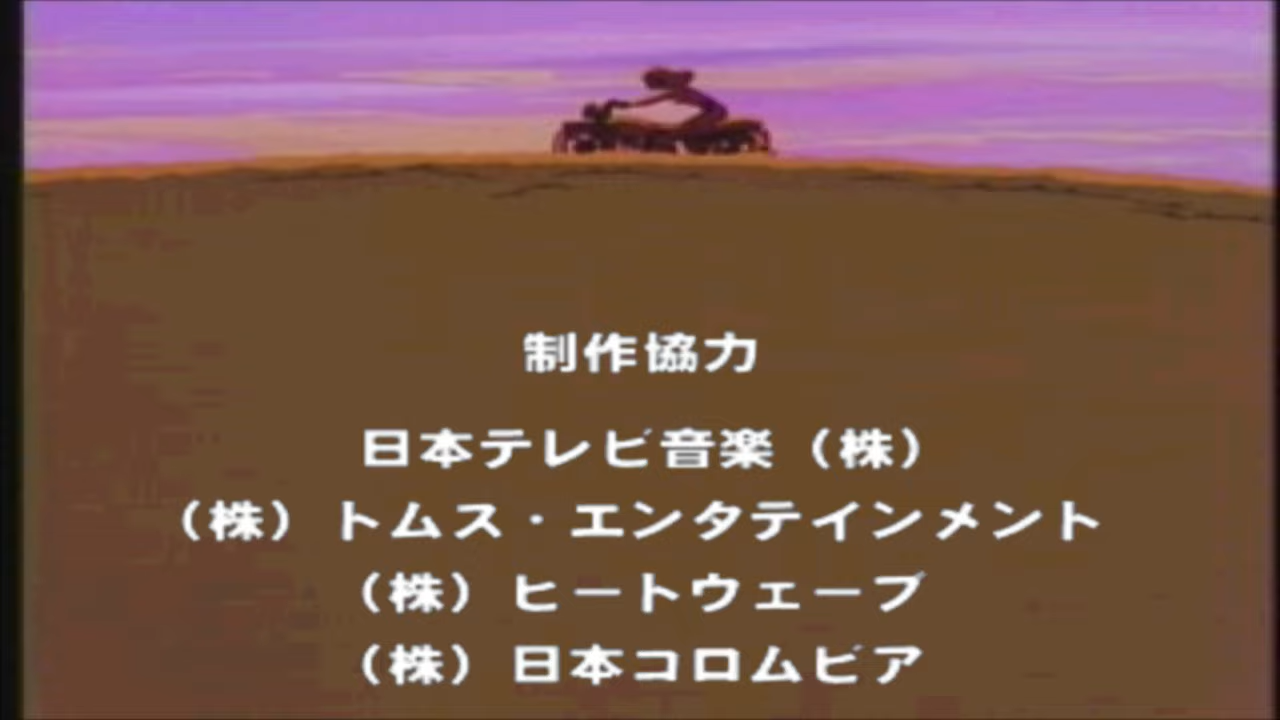 制作協力
日本テレビ音楽（株）
（株）トムス・エンタテインメント
（株）ヒートウェーブ
（株）日本コロムビア